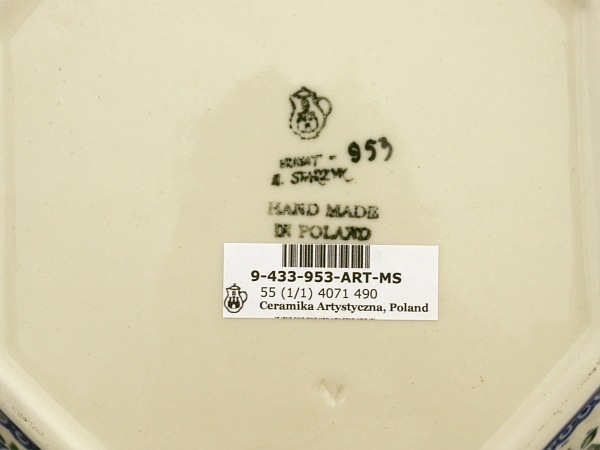 953
HAND MADE
IN POLAND
9-433-953-ART-MS
55 (1/1) 4071 490
Ceramika Artystyczna, Poland
V